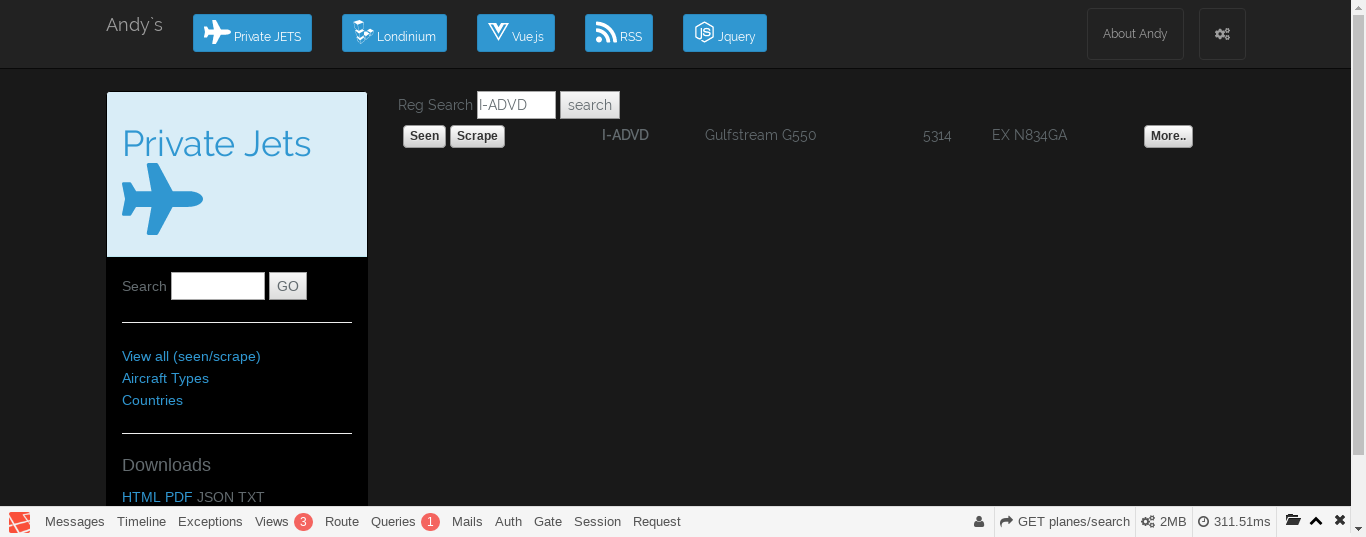 Andy`s Private JETS Londinium Vue.js RSS Jquery About Andy
Private Jets
Search GO
View all (seen/scrape)
Aircraft Types
Countries
Downloads
HTML PDF JSON TXT
Reg Search I-ADVD search
Seen Scrape I-ADVD Gulfstream G550 5314 EX N834GA More..
Messages Timeline Exceptions Views 3 Route Queries 1 Mails Auth Gate Session Request GET planes/search 2MB 311.51ms